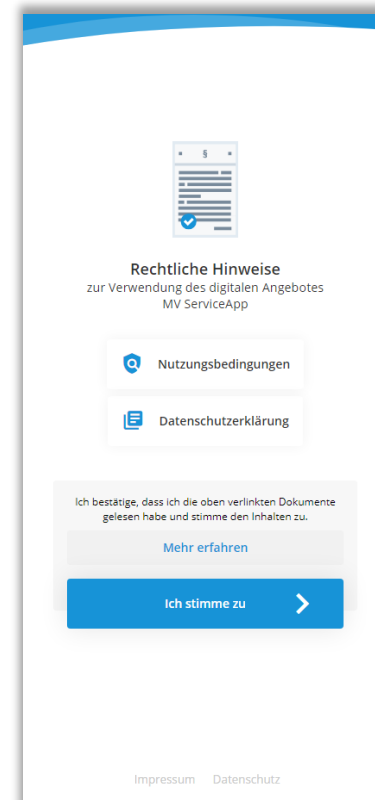 §
Rechtliche Hinweise
zur Verwendung des digitalen Angebotes
MV ServiceApp
Nutzungsbedingungen
Datenschutzerklärung
Ich bestätige, dass ich die oben verlinkten Dokumente
gelesen habe und stimme den Inhalten zu.
Mehr erfahren
Ich stimme zu
Impressum Datenschutz